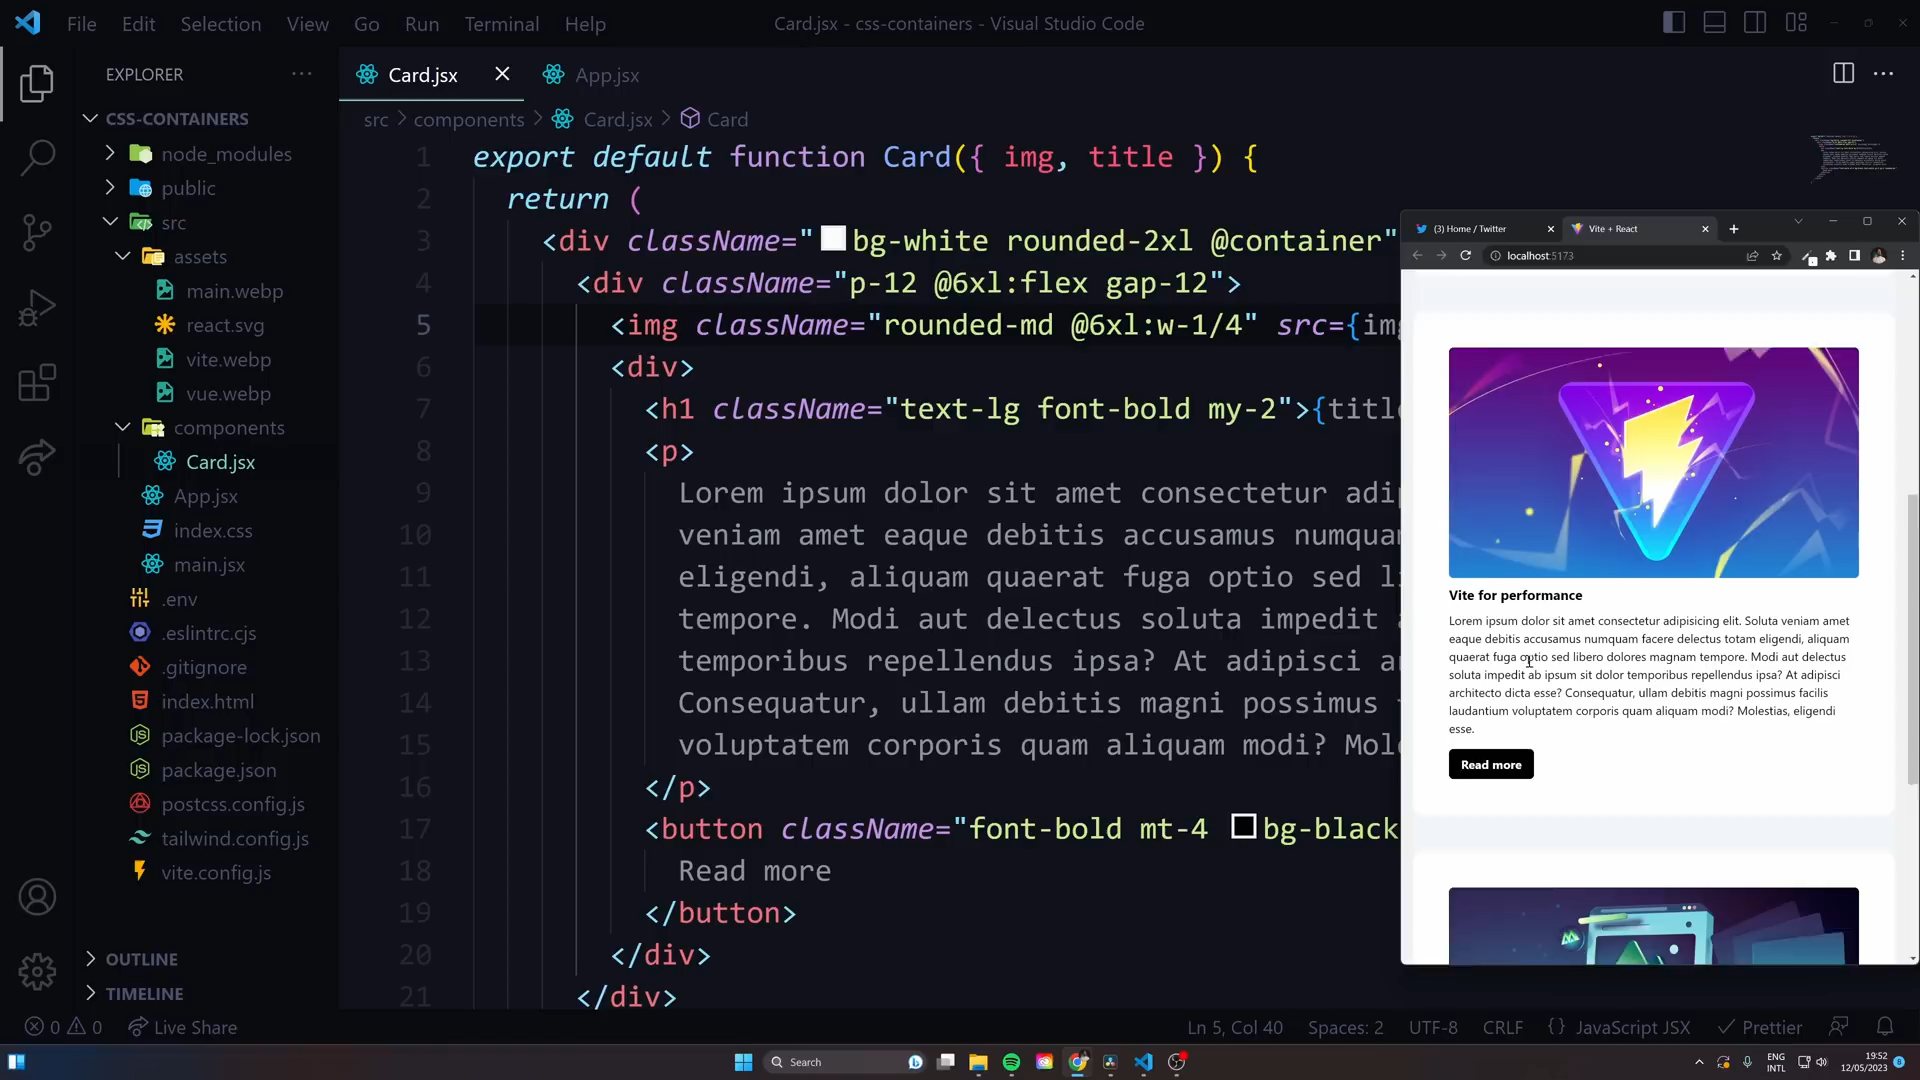 File Edit Selection View Go Run Terminal Help
Card.jsx - css-containers - Visual Studio Code
EXPLORER
CSS-CONTAINERS
node_modules
public
src
assets
main.webp
react.svg
vite.webp
vue.webp
components
Card.jsx
App.jsx
index.css
main.jsx
.env
.eslintrc.cjs
.gitignore
index.html
package-lock.json
package.json
postcss.config.js
tailwind.config.js
vite.config.js
OUTLINE
TIMELINE
Card.jsx App.jsx
src > components > Card.jsx > Card
1 export default function Card({ img, title }) {
2 return (
3 <div className="bg-white rounded-2xl @container"
4 <div className="p-12 @6xl:flex gap-12">
5 <img className="rounded-md @6xl:w-1/4" src={img
6 <div>
7 <h1 className="text-lg font-bold my-2">{title
8 <p>
9 Lorem ipsum dolor sit amet consectetur adip
10 veniam amet eaque debitis accusamus numquam
11 eligendi, aliquam quaerat fuga optio sed li
12 tempore. Modi aut delectus soluta impedit a
13 temporibus repellendus ipsa? At adipisci a
14 Consequatur, ullam debitis magni possimus
15 voluptatem corporis quam aliquam modi? Mole
16 </p>
17 <button className="font-bold mt-4 bg-black
18 Read more
19 </button>
20 </div>
21 </div>
(3) Home / Twitter
Vite + React
localhost:5173
Vite for performance
Lorem ipsum dolor sit amet consectetur adipisicing elit. Soluta veniam amet
eaque debitis accusamus numquam facere delectus totam eligendi, aliquam
quaerat fuga optio sed libero dolores magnam tempore. Modi aut delectus
soluta impedit ab ipsum sit dolor temporibus repellendus ipsa? At adipisci
architecto dicta esse? Consequatur, ullam debitis magni possimus facilis
laudantium voluptatem corporis quam aliquam modi? Molestias, eligendi
esse.
Read more
0 0 Live Share
Ln 5, Col 40 Spaces: 2 UTF-8 CRLF {} JavaScript JSX Prettier
Search
ENG
INTL
19:52
12/05/2023